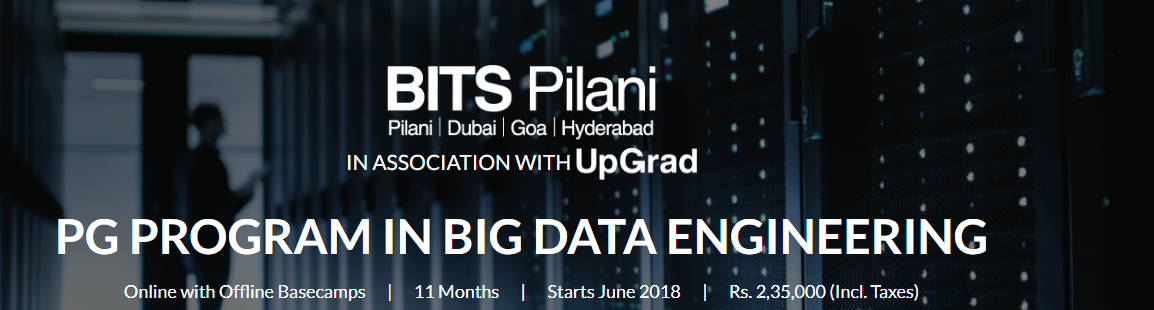 BITS Pilani
Pilani | Dubai | Goa | Hyderabad
IN ASSOCIATION WITH UpGrad
PG PROGRAM IN BIG DATA ENGINEERING
Online with Offline Basecamps | 11 Months | Starts June 2018 | Rs. 2,35,000 (Incl. Taxes)